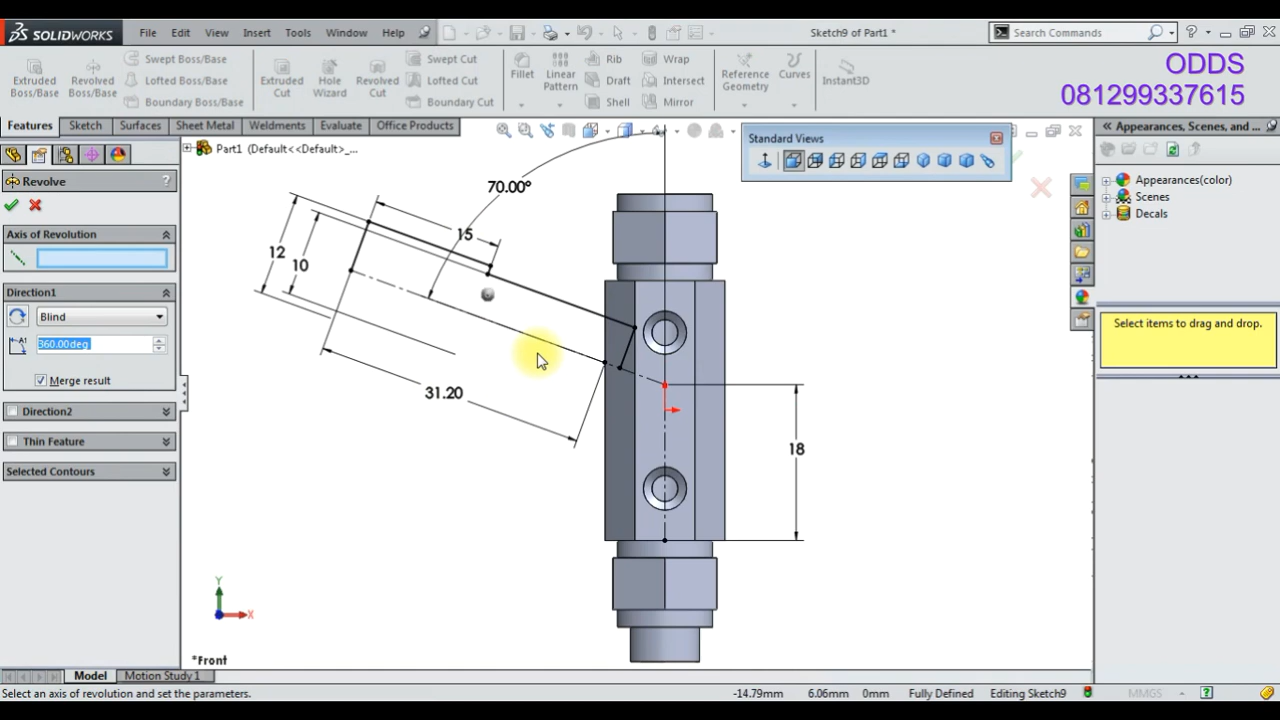 SOLIDWORKS File Edit View Insert Tools Window Help Sketch9 of Part1 * Search Commands ?
ODDS
081299337615
Extruded Boss/Base
Revolved Boss/Base
Swept Boss/Base
Lofted Boss/Base
Boundary Boss/Base
Extruded Cut
Hole Wizard
Revolved Cut
Swept Cut
Lofted Cut
Boundary Cut
Fillet
Linear Pattern
Rib
Draft
Shell
Wrap
Intersect
Mirror
Reference Geometry
Curves
Instant3D
Features Sketch Surfaces Sheet Metal Weldments Evaluate Office Products
Standard Views
Appearances, Scenes, and...
Part1 (Default<<Default>_...
Revolve ?
Axis of Revolution
Direction1
Blind
360.00deg
Merge result
Direction2
Thin Feature
Selected Contours
70.00°
15
12
10
31.20
18
Appearances(color)
Scenes
Decals
Select items to drag and drop.
Y
X
*Front
Model Motion Study 1
Select an axis of revolution and set the parameters. -14.79mm 6.06mm 0mm Fully Defined Editing Sketch9 MMGS ?